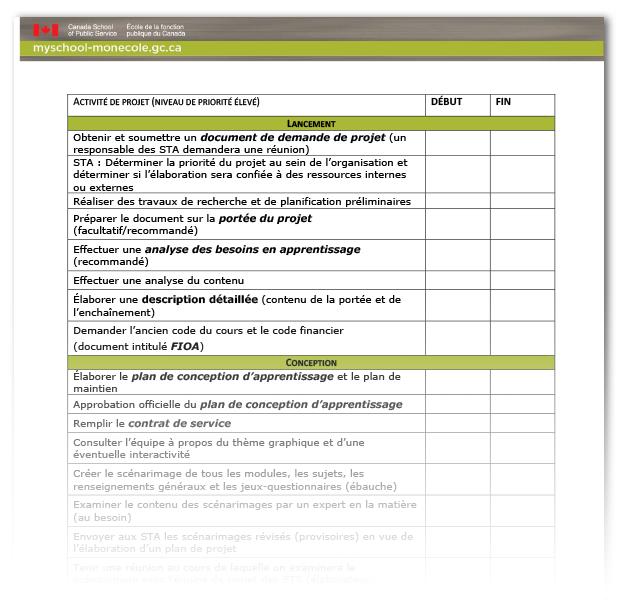 Canada School École de la fonction
of Public Service publique du Canada
myschool-monecole.gc.ca
ACTIVITÉ DE PROJET (NIVEAU DE PRIORITÉ ÉLEVÉ) DÉBUT FIN
LANCEMENT
Obtenir et soumettre un document de demande de projet (un
responsable des STA demandera une réunion)
STA : Déterminer la priorité du projet au sein de l’organisation et
déterminer si l’élaboration sera confiée à des ressources internes
ou externes
Réaliser des travaux de recherche et de planification préliminaires
Préparer le document sur la portée du projet
(facultatif/recommandé)
Effectuer une analyse des besoins en apprentissage
(recommandé)
Effectuer une analyse du contenu
Élaborer une description détaillée (contenu de la portée et de
l’enchaînement)
Demander l’ancien code du cours et le code financier
(document intitulé FIOA)
CONCEPTION
Élaborer le plan de conception d’apprentissage et le plan de
maintien
Approbation officielle du plan de conception d’apprentissage
Remplir le contrat de service
Consulter l’équipe à propos du thème graphique et d’une
éventuelle interactivité
Créer le scénarimage de tous les modules, les sujets, les
renseignements généraux et les jeux-questionnaires (ébauche)
Examiner le contenu des scénarimages par un expert en la matière
(au besoin)
Envoyer aux STA les scénarimages révisés (provisoires) en vue de
l’élaboration d’un plan de projet
Tenir une réunion au cours de laquelle on examinera le